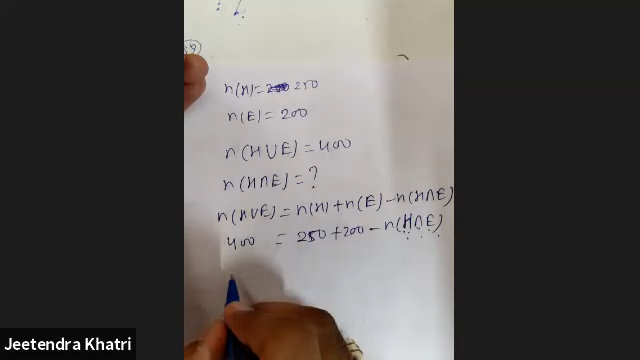 n(H) = 250
n(E) = 200
n(H∪E) = 400
n(H∩E) = ?
n(H∪E) = n(H) + n(E) - n(H∩E)
400 = 250 + 200 - n(H∩E)
Jeetendra Khatri